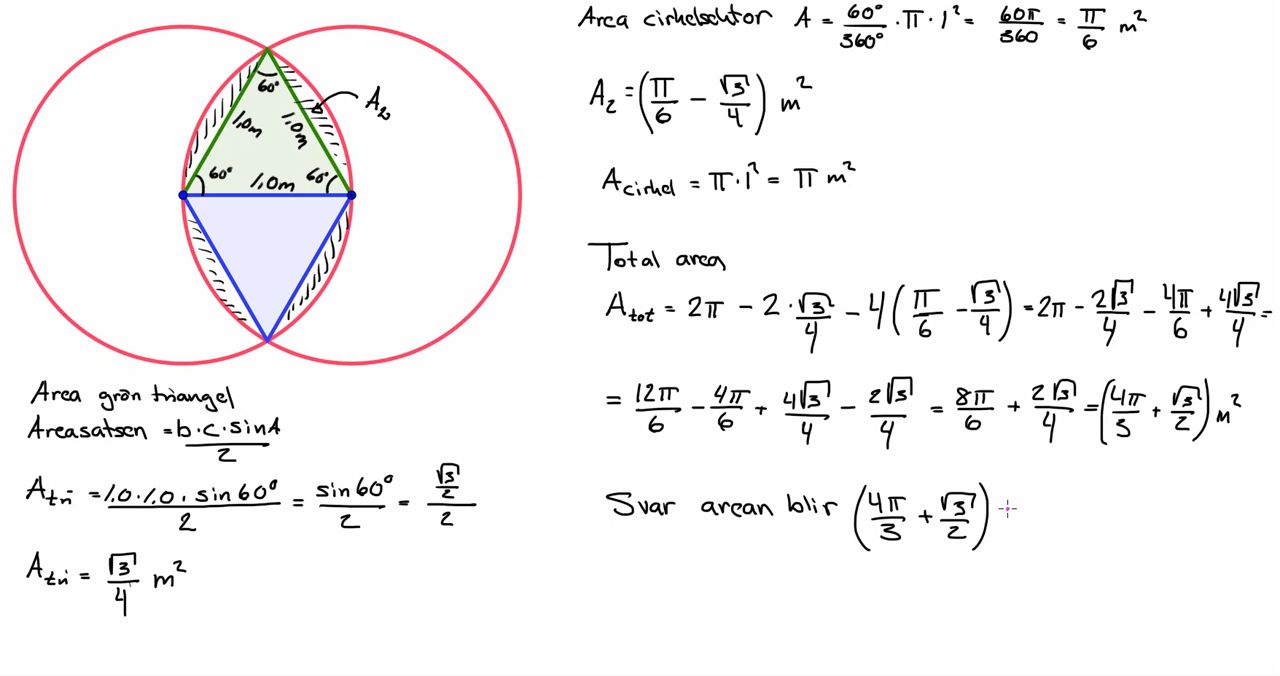 60°
A₂
1,0m
1,0m
60°
1,0m
60°
Area grön triangel
Areasatsen = b·c·sinA/2
A_tri = 1,0·1,0·sin60°/2 = sin60°/2 = (√3/2)/2
A_tri = √3/4 m²
Area cirkelsektor A = 60°/360° · π · 1² = 60π/360 = π/6 m²
A₂ = (π/6 − √3/4) m²
A_cirkel = π·1² = π m²
Total area
A_tot = 2π − 2·√3/4 − 4(π/6 − √3/4) = 2π − 2√3/4 − 4π/6 + 4√3/4 =
= 12π/6 − 4π/6 + 4√3/4 − 2√3/4 = 8π/6 + 2√3/4 = (4π/3 + √3/2) m²
Svar arean blir (4π/3 + √3/2)